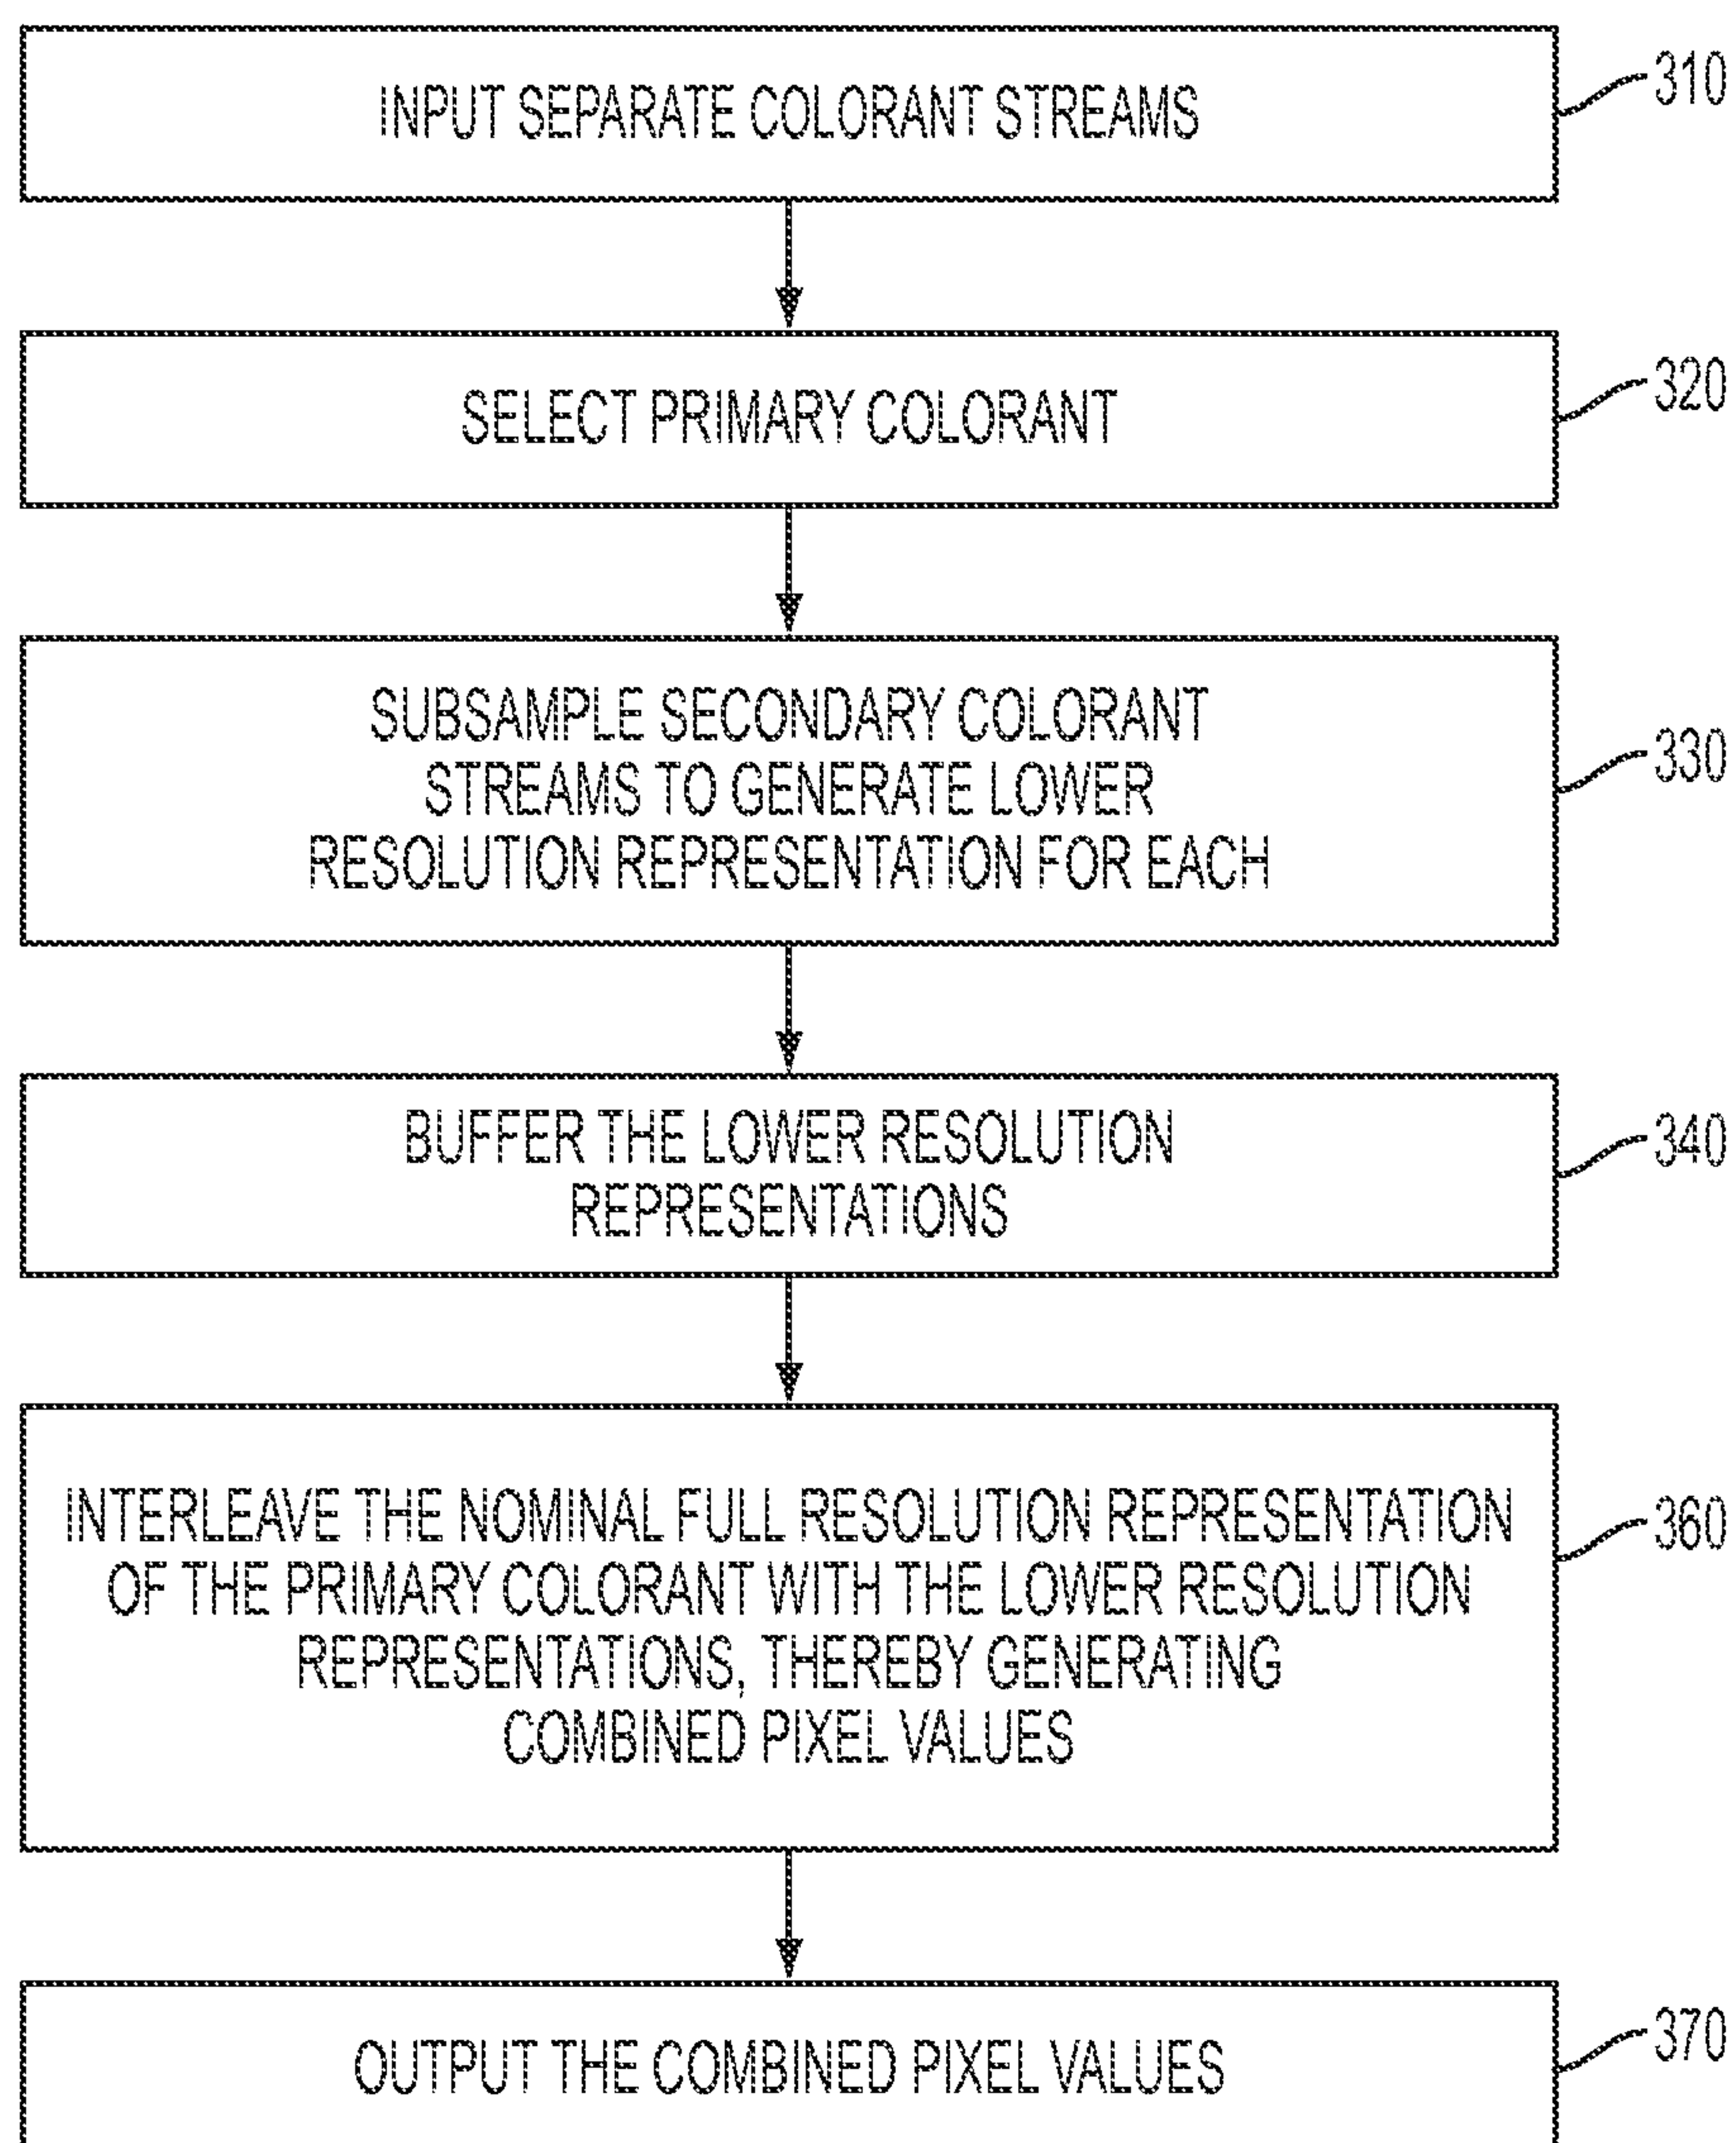 INPUT SEPARATE COLORANT STREAMS
310
SELECT PRIMARY COLORANT
320
SUBSAMPLE SECONDARY COLORANT
STREAMS TO GENERATE LOWER
RESOLUTION REPRESENTATION FOR EACH
330
BUFFER THE LOWER RESOLUTION
REPRESENTATIONS
340
INTERLEAVE THE NOMINAL FULL RESOLUTION REPRESENTATION
OF THE PRIMARY COLORANT WITH THE LOWER RESOLUTION
REPRESENTATIONS, THEREBY GENERATING
COMBINED PIXEL VALUES
360
OUTPUT THE COMBINED PIXEL VALUES
370